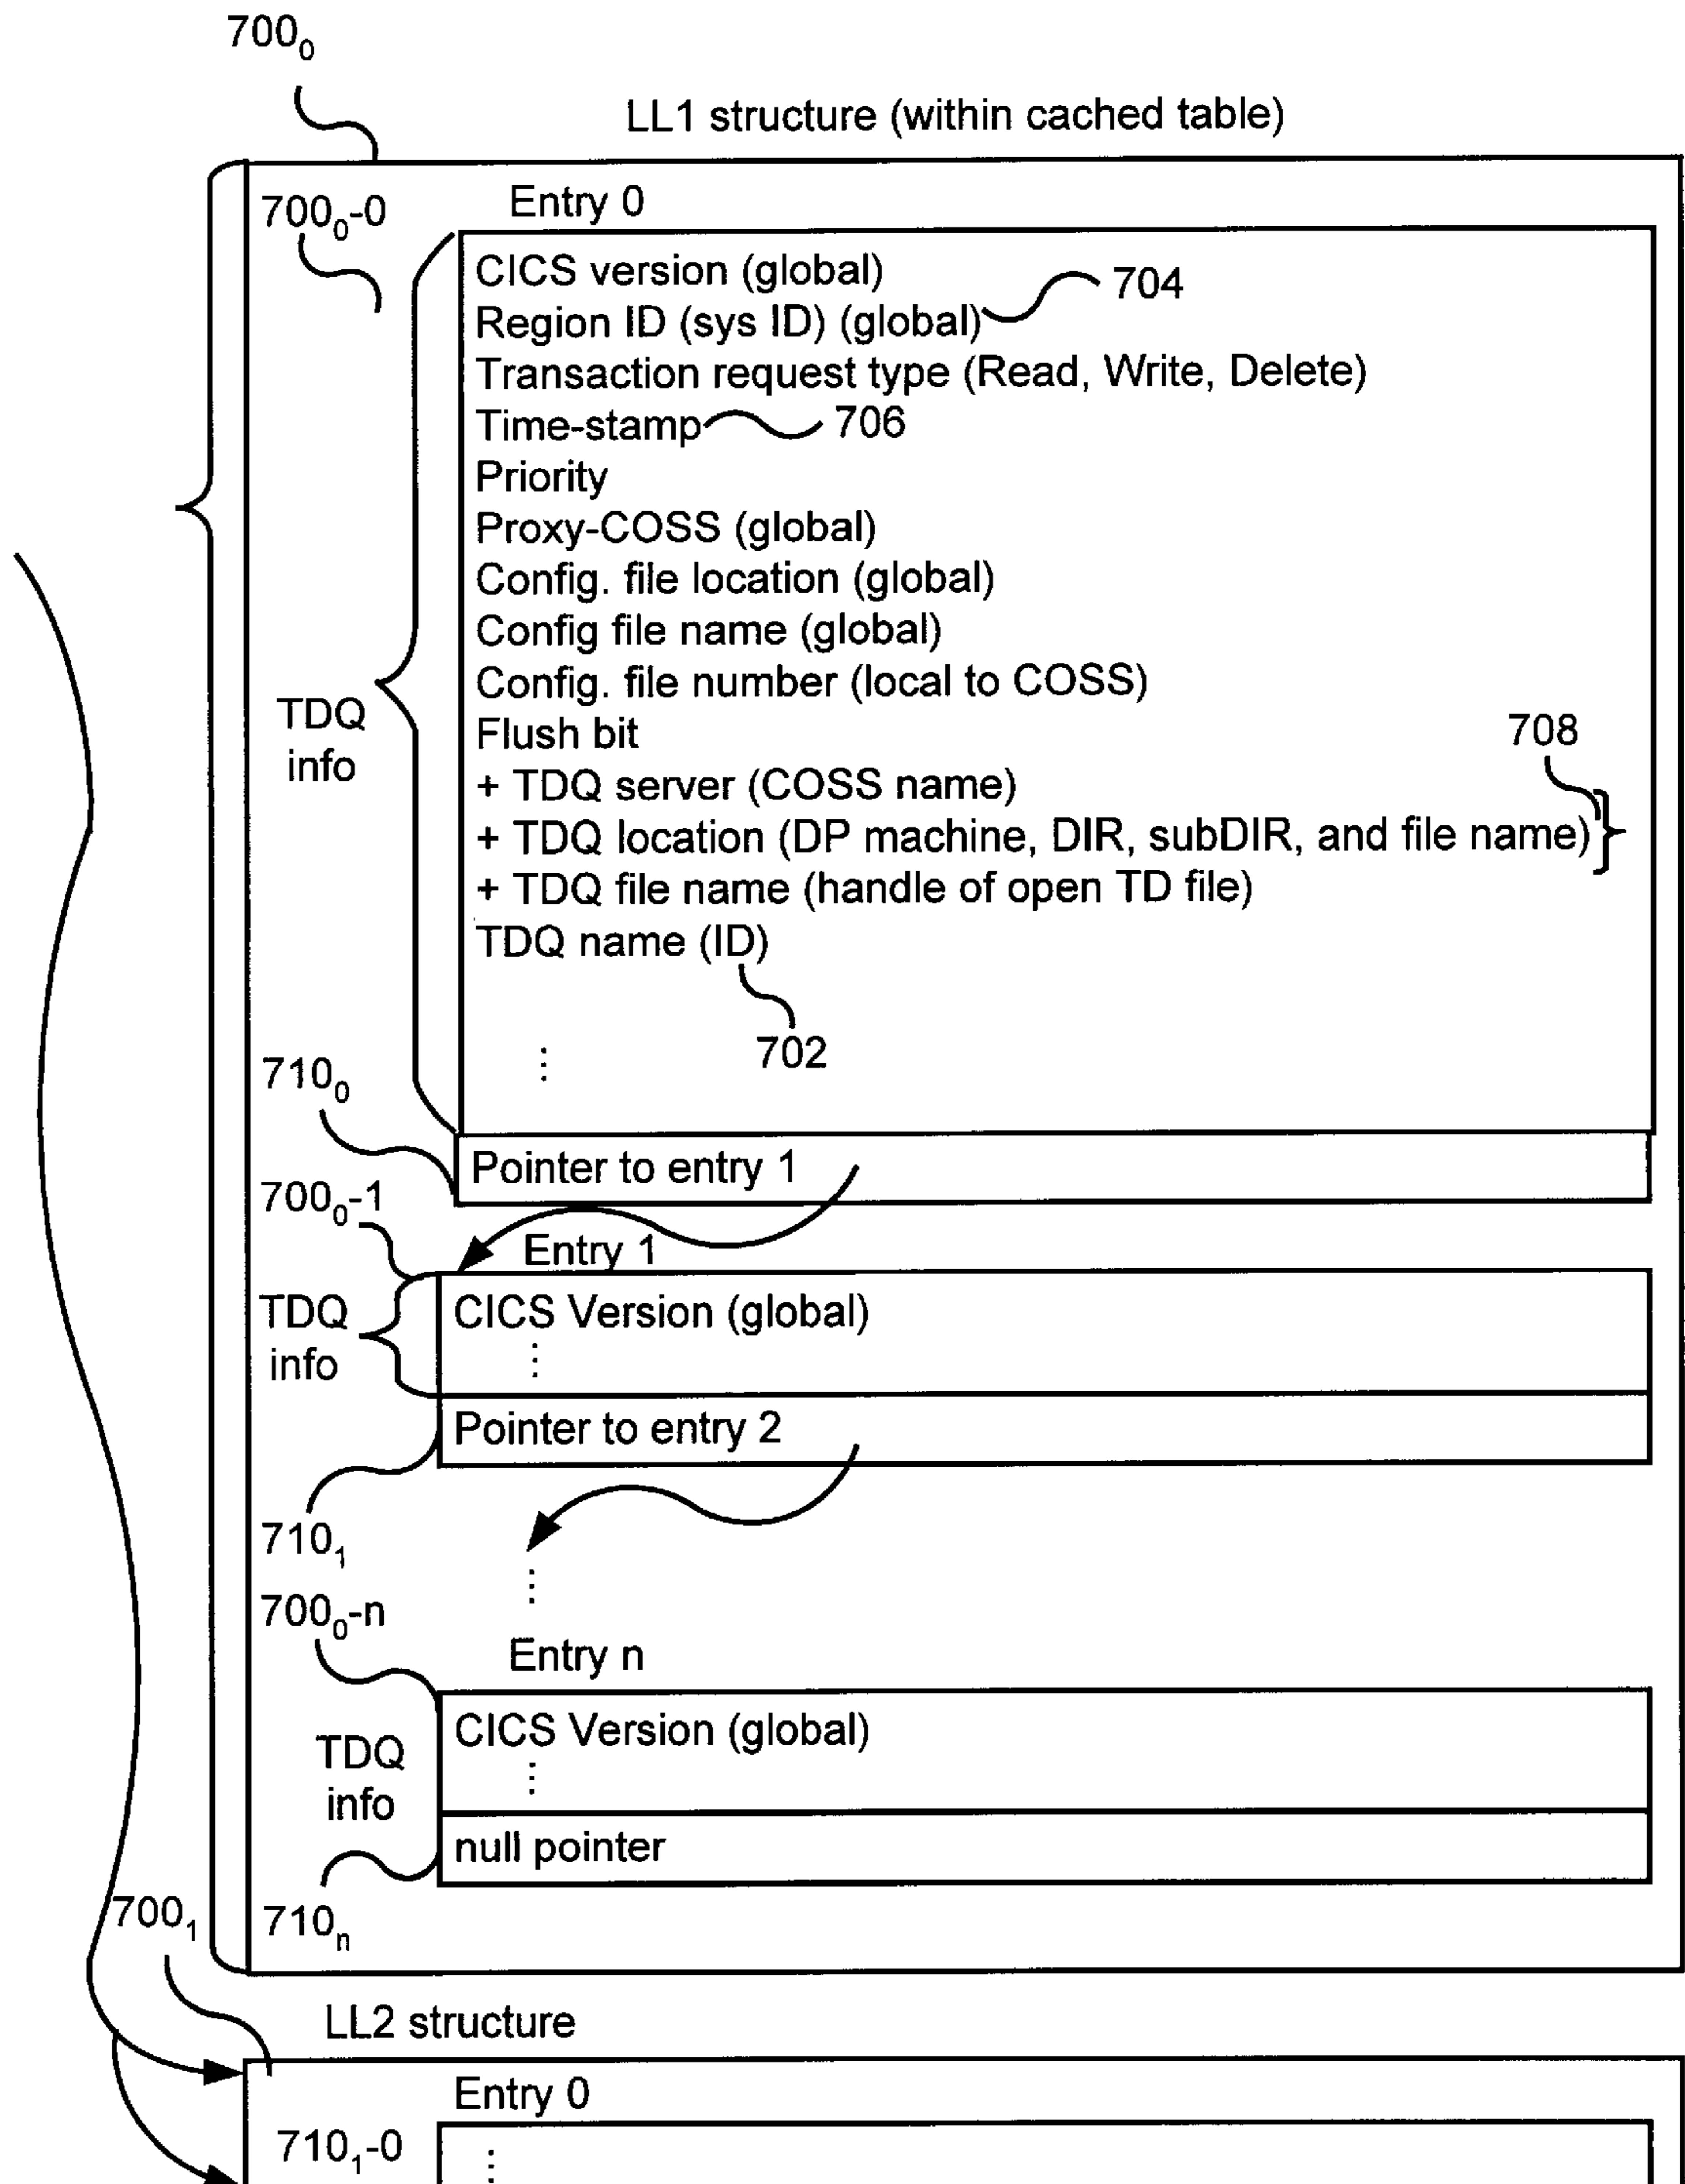 700₀
LL1 structure (within cached table)
700₀-0
Entry 0
CICS version (global)
704
Region ID (sys ID) (global)
Transaction request type (Read, Write, Delete)
Time-stamp
706
Priority
Proxy-COSS (global)
Config. file location (global)
Config file name (global)
Config. file number (local to COSS)
TDQ
info
Flush bit
708
+ TDQ server (COSS name)
+ TDQ location (DP machine, DIR, subDIR, and file name)
+ TDQ file name (handle of open TD file)
TDQ name (ID)
702
⋮
710₀
Pointer to entry 1
700₀-1
Entry 1
TDQ
info
CICS Version (global)
⋮
Pointer to entry 2
710₁
⋮
700₀-n
Entry n
TDQ
info
CICS Version (global)
⋮
null pointer
700₁
710ₙ
LL2 structure
Entry 0
710₁-0
⋮